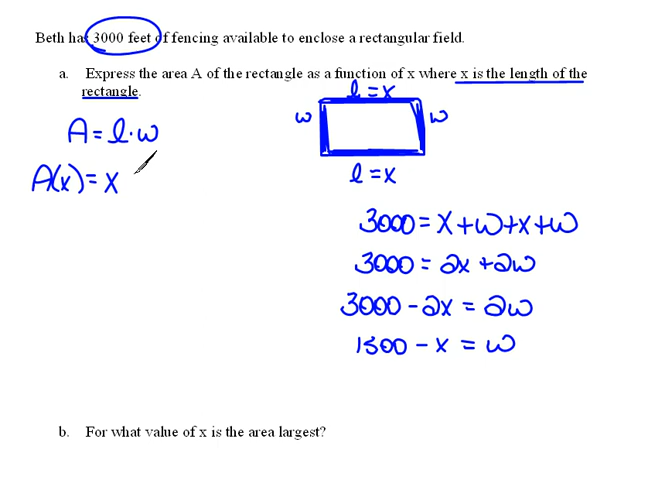 Beth has 3000 feet of fencing available to enclose a rectangular field.
a. Express the area A of the rectangle as a function of x where x is the length of the
rectangle.
l = x
w w
l = x
A = l · w
A(x) = x
3000 = x + w + x + w
3000 = 2x + 2w
3000 - 2x = 2w
1500 - x = w
b. For what value of x is the area largest?